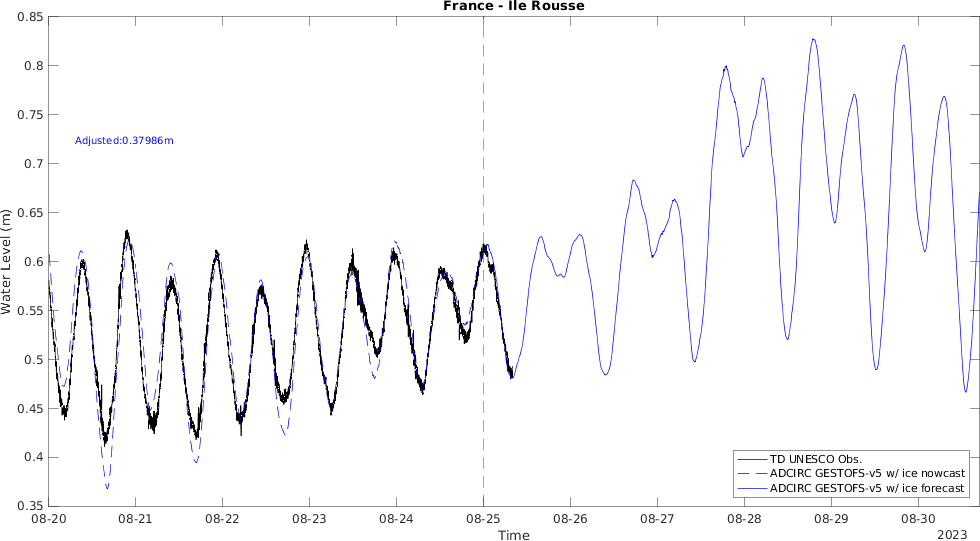 France - Ile Rousse
0.85
0.8
0.75
0.7
0.65
0.6
0.55
0.5
0.45
0.4
0.35
Water Level (m)
Adjusted:0.37986m
TD UNESCO Obs.
ADCIRC GESTOFS-v5 w/ ice nowcast
ADCIRC GESTOFS-v5 w/ ice forecast
08-20 08-21 08-22 08-23 08-24 08-25 08-26 08-27 08-28 08-29 08-30
Time
2023